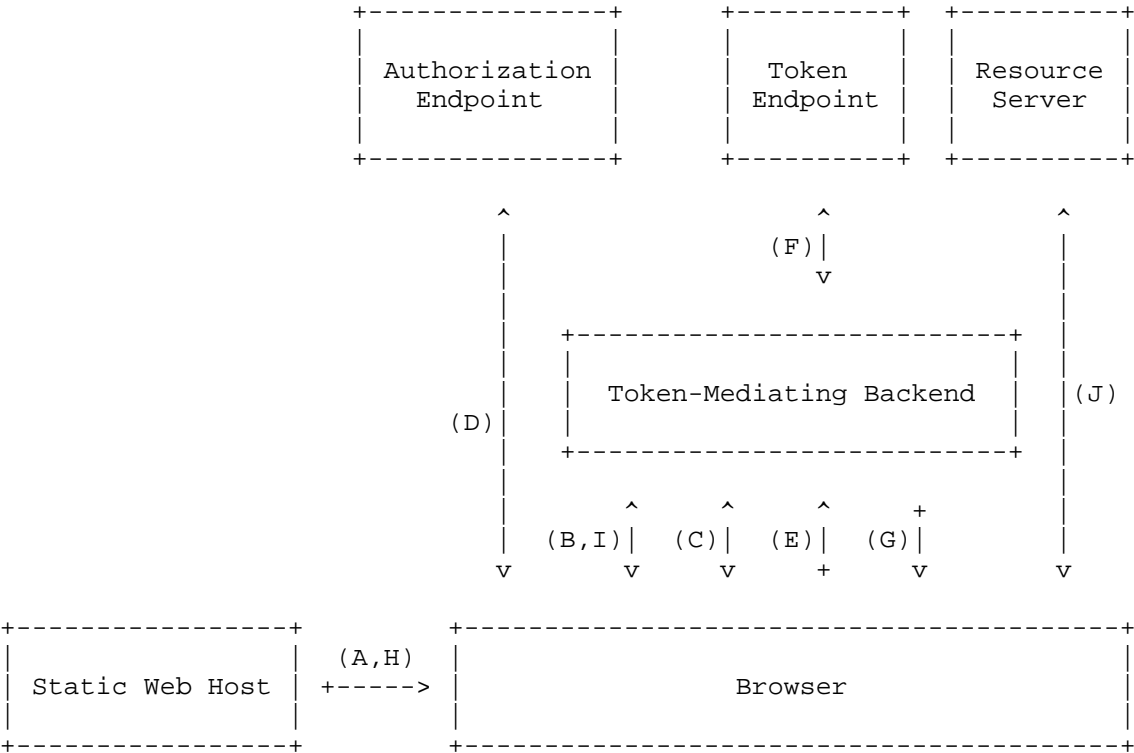 Authorization Token Resource
Endpoint Endpoint Server
(F)
Token-Mediating Backend (J)
(D)
(B,I) (C) (E) (G)
(A,H)
Static Web Host Browser